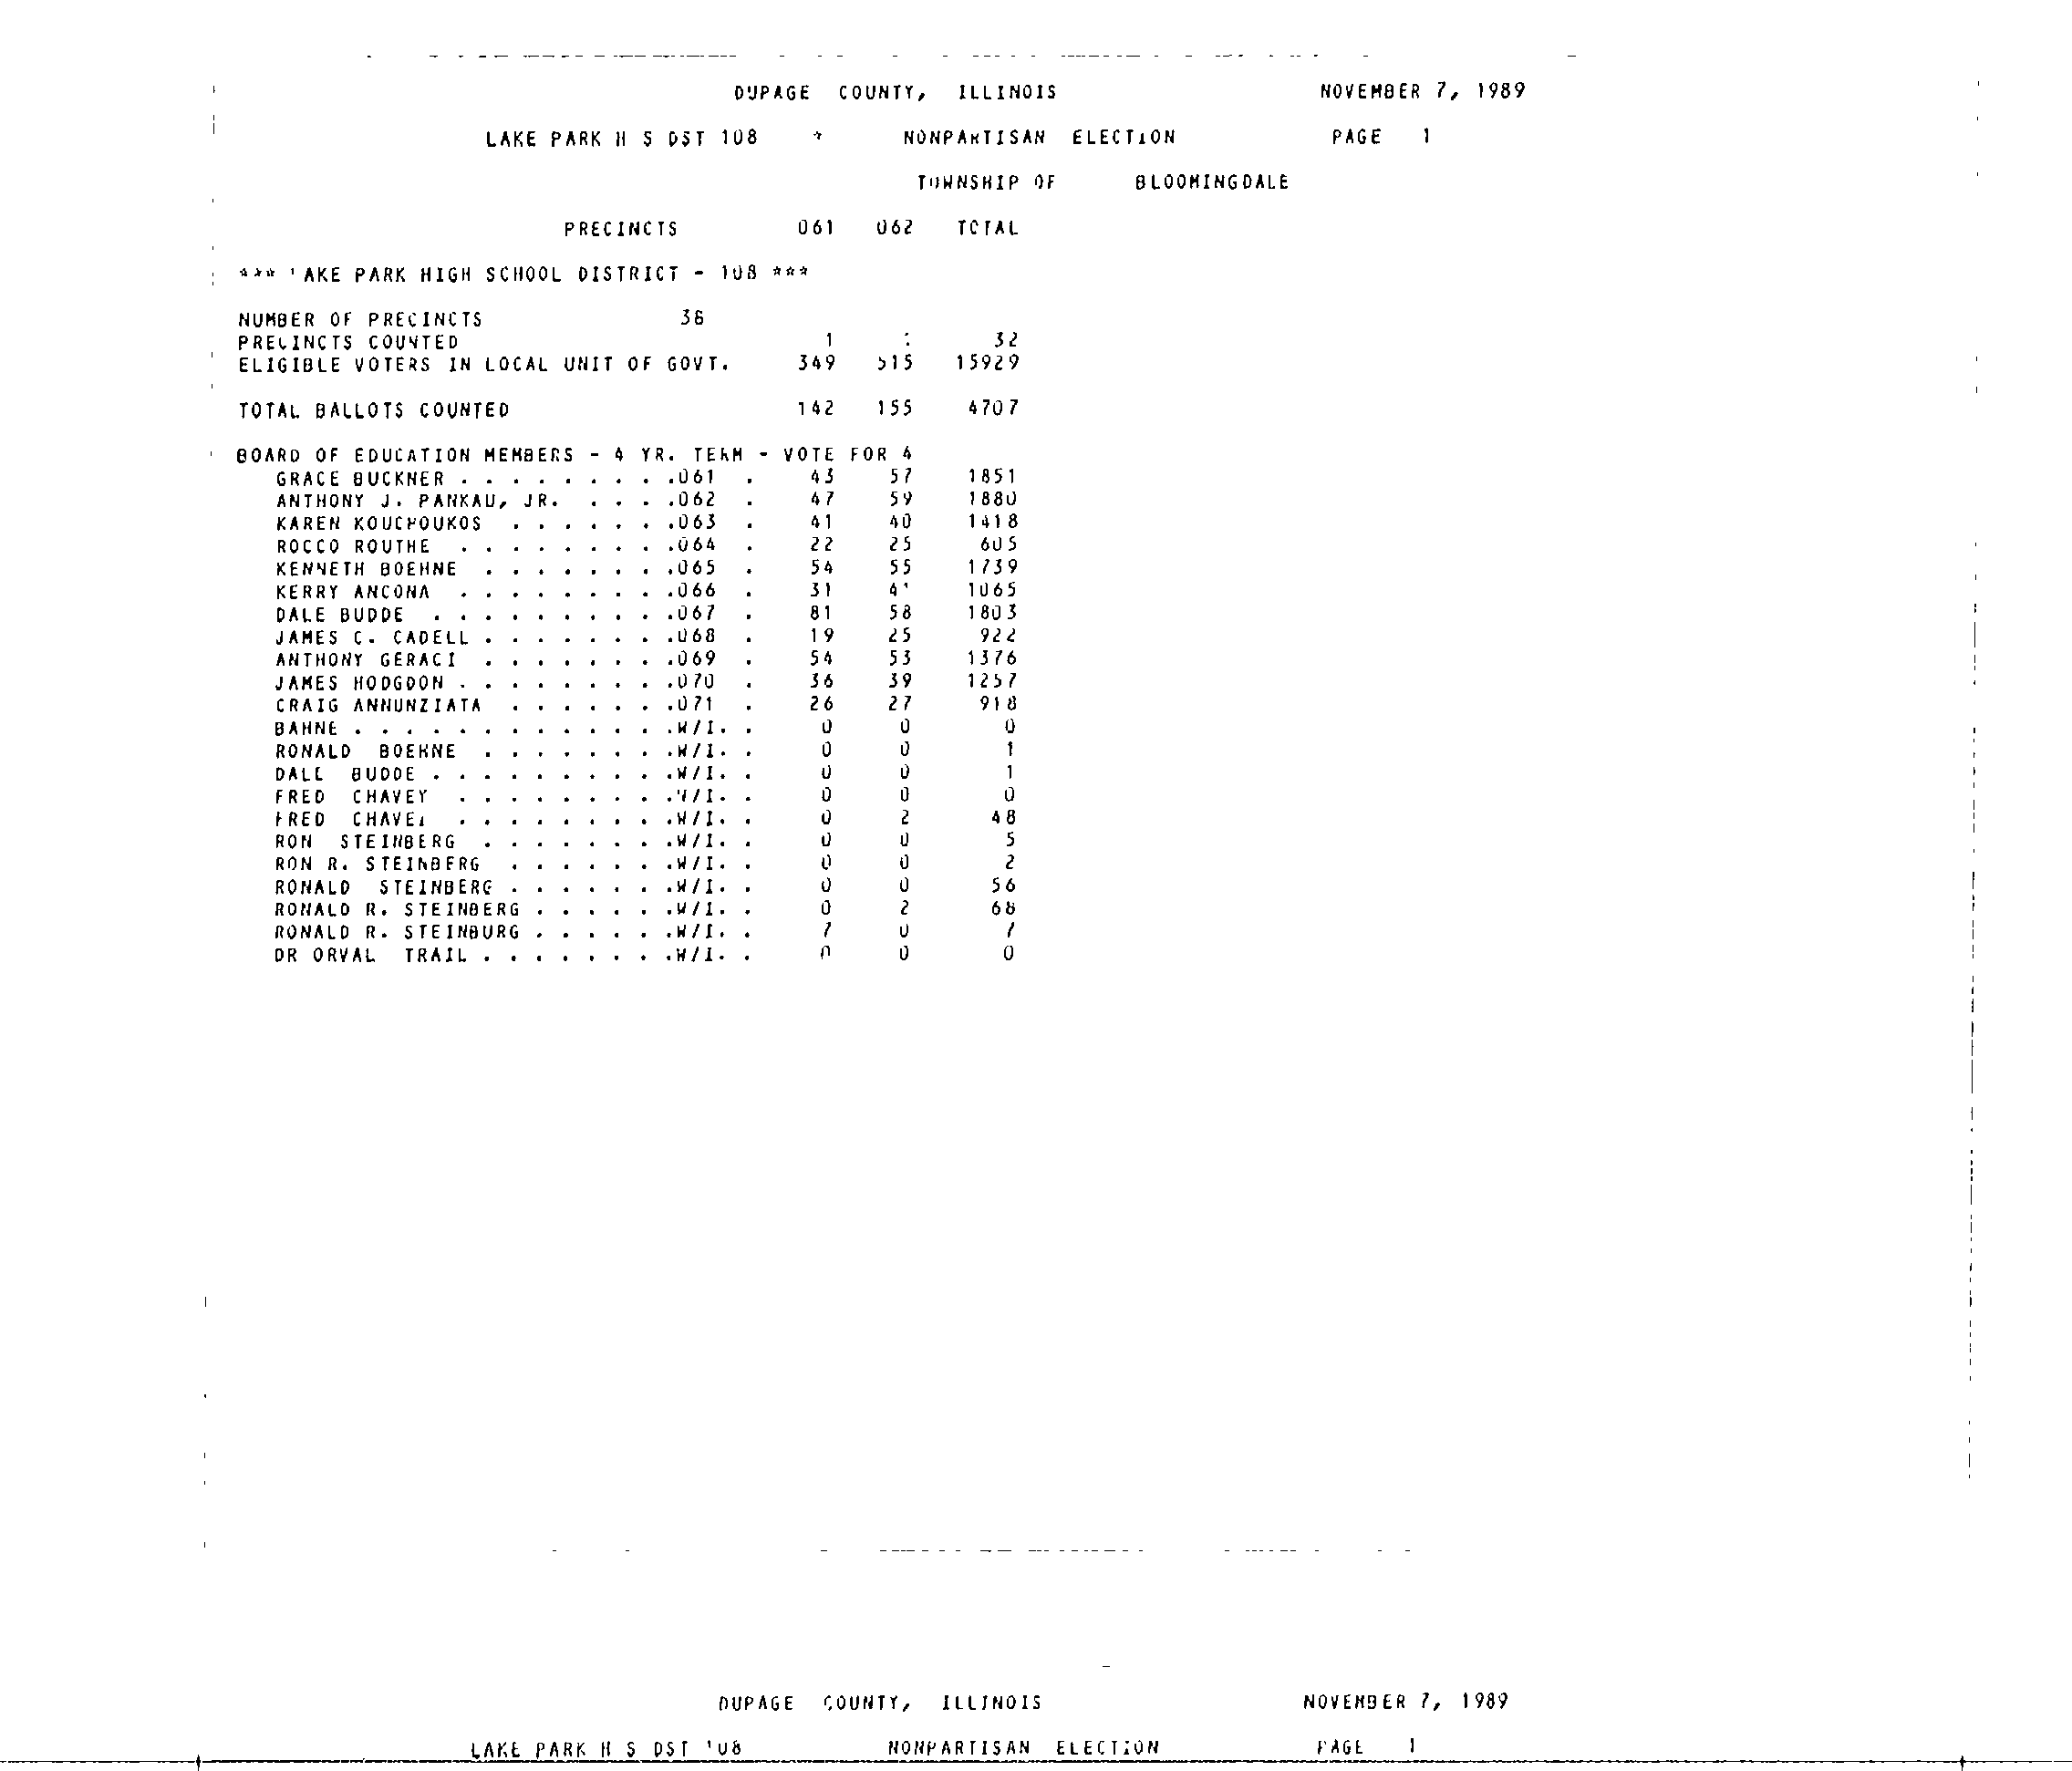 DUPAGE COUNTY, ILLINOIS NOVEMBER 7, 1989
LAKE PARK H S DST 108 * NONPARTISAN ELECTION PAGE 1
TOWNSHIP OF BLOOMINGDALE
PRECINCTS 061 062 TOTAL
*** 'AKE PARK HIGH SCHOOL DISTRICT - 108 ***
NUMBER OF PRECINCTS 36
PRECINCTS COUNTED 1 32
ELIGIBLE VOTERS IN LOCAL UNIT OF GOVT. 349 515 15929
TOTAL BALLOTS COUNTED 142 155 4707
BOARD OF EDUCATION MEMBERS - 4 YR. TERM - VOTE FOR 4
GRACE BUCKNER . . . . . . . . .061 . 43 57 1851
ANTHONY J. PANKAU, JR. . . . .062 . 47 59 1880
KAREN KOUCHOUKOS . . . . . . .063 . 41 40 1418
ROCCO ROUTHE . . . . . . . . .064 . 22 25 605
KENNETH BOEHNE . . . . . . . .065 . 54 55 1739
KERRY ANCONA . . . . . . . . .066 . 31 1065
DALE BUDDE . . . . . . . . . .067 . 81 58 1803
JAMES C. CADELL . . . . . . . .068 . 19 25 922
ANTHONY GERACI . . . . . . . .069 . 54 53 1376
JAMES HODGDON . . . . . . . . .070 . 36 39 1257
CRAIG ANNUNZIATA . . . . . . .071 . 26 27 918
BAHNE . . . . . . . . . . . . .W/I. . 0 0 0
RONALD BOEHNE . . . . . . . .W/I. . 0 0 1
DALE BUDDE . . . . . . . . . .W/I. . 0 0 1
FRED CHAVEY . . . . . . . . .W/I. . 0 0 0
FRED . . . . . . . . .W/I. . 0 2 48
RON STEINBERG . . . . . . . .W/I. . 0 0 5
RON R. STEINBERG . . . . . . .W/I. . 0 0 2
RONALD STEINBERG . . . . . . .W/I. . 0 0 56
RONALD R. STEINBERG . . . . . .W/I. . 0 2 68
RONALD R. STEINBURG . . . . . .W/I. . 7 0 7
DR ORVAL TRAIL . . . . . . . .W/I. . 0 0 0
DUPAGE COUNTY, ILLINOIS NOVEMBER 7, 1989
LAKE PARK H S DST 108 NONPARTISAN ELECTION PAGE 1